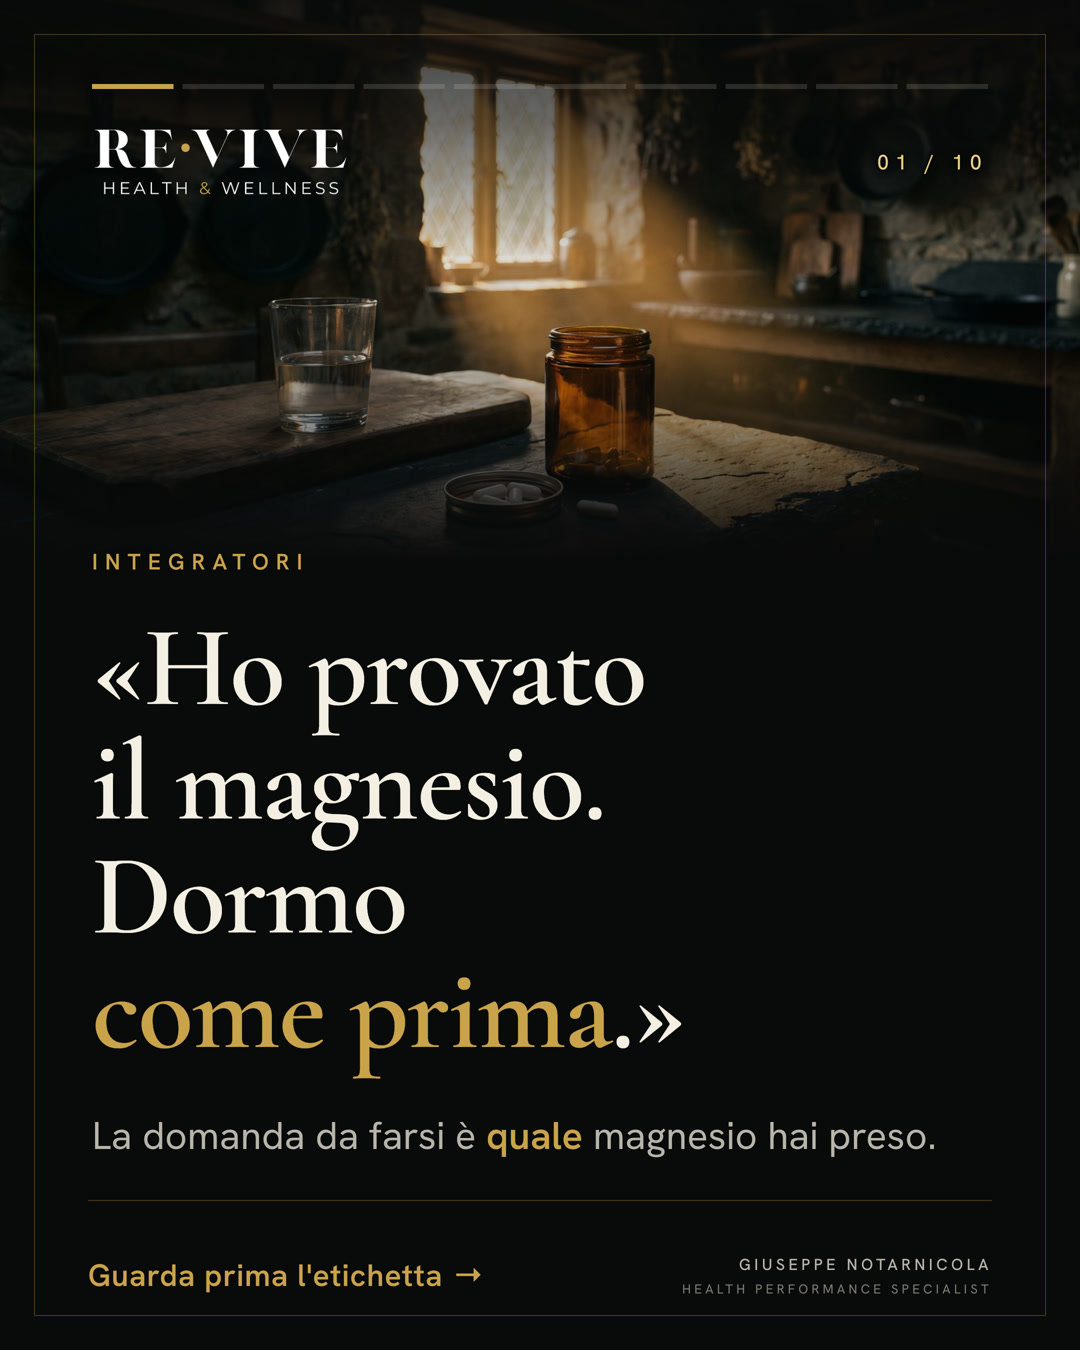 RE·VIVE
HEALTH & WELLNESS
01 / 10
INTEGRATORI
«Ho provato
il magnesio.
Dormo
come prima.»
La domanda da farsi è quale magnesio hai preso.
Guarda prima l'etichetta →
GIUSEPPE NOTARNICOLA
HEALTH PERFORMANCE SPECIALIST